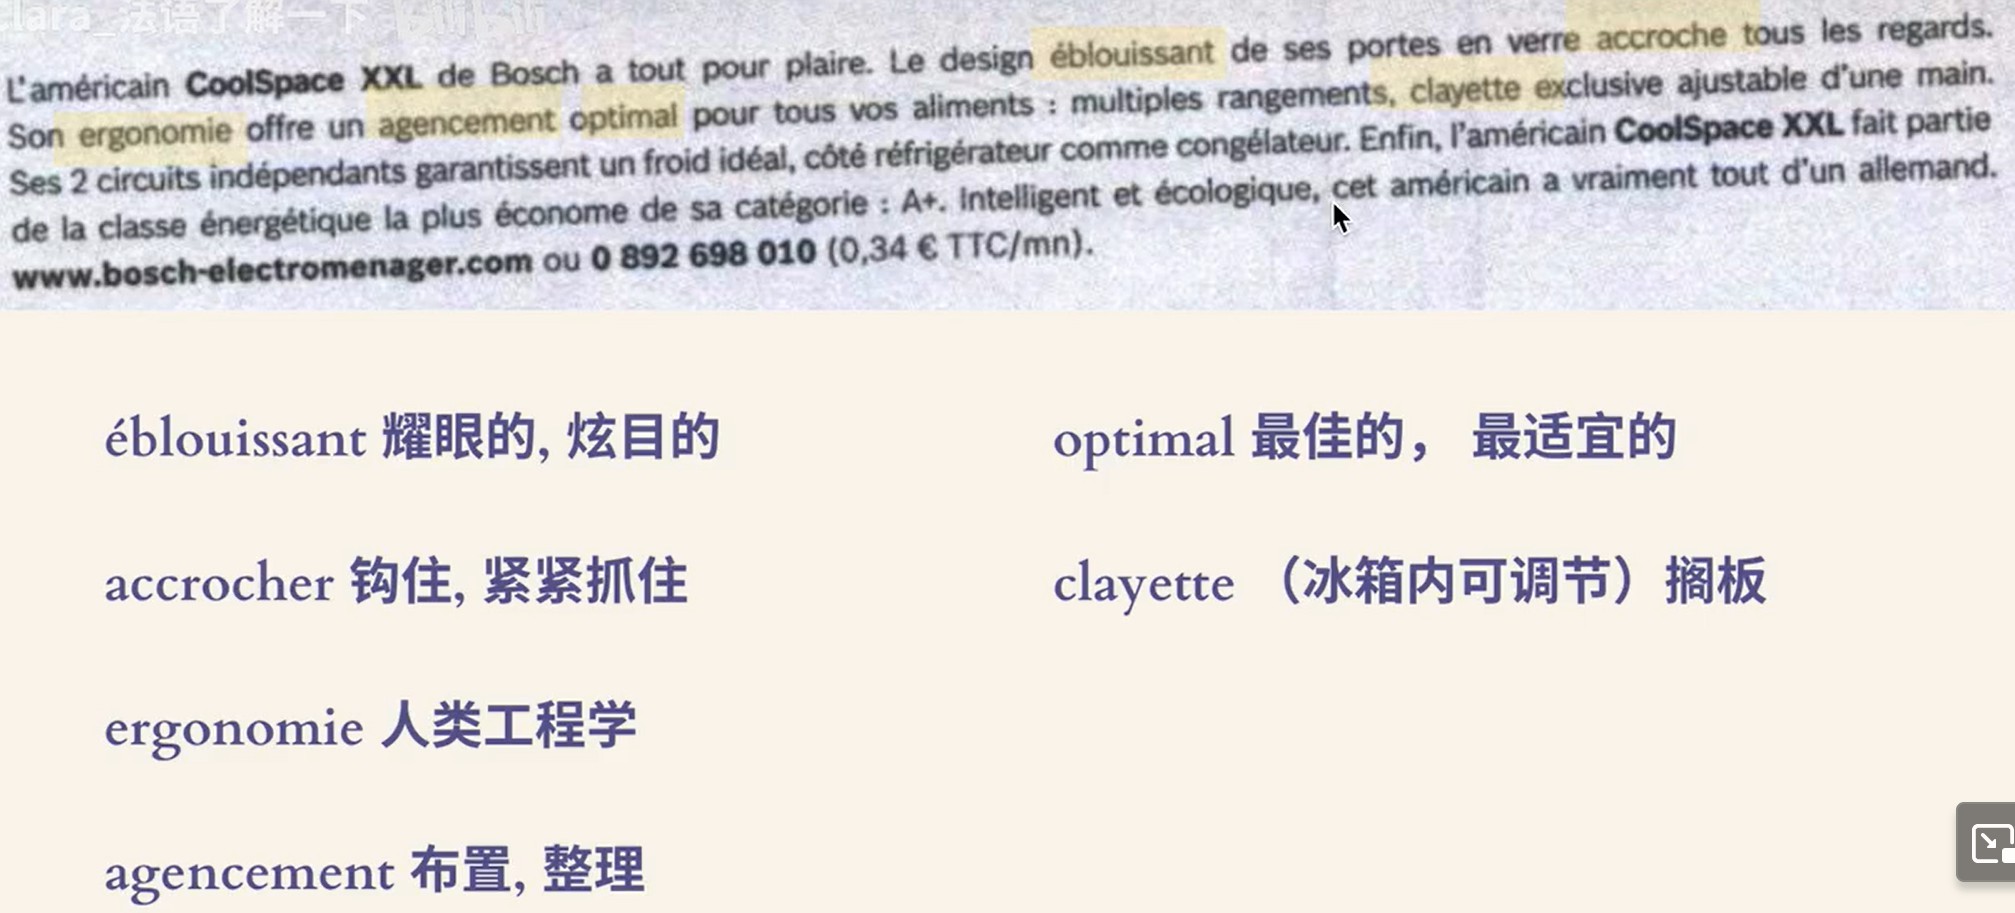 lara_法语了解一下 bilibili
L'américain CoolSpace XXL de Bosch a tout pour plaire. Le design éblouissant de ses portes en verre accroche tous les regards.
Son ergonomie offre un agencement optimal pour tous vos aliments : multiples rangements, clayette exclusive ajustable d'une main.
Ses 2 circuits indépendants garantissent un froid idéal, côté réfrigérateur comme congélateur. Enfin, l'américain CoolSpace XXL fait partie
de la classe énergétique la plus économe de sa catégorie : A+. Intelligent et écologique, cet américain a vraiment tout d'un allemand.
www.bosch-electromenager.com ou 0 892 698 010 (0,34 € TTC/mn).
éblouissant 耀眼的, 炫目的
optimal 最佳的， 最适宜的
accrocher 钩住, 紧紧抓住
clayette （冰箱内可调节）搁板
ergonomie 人类工程学
agencement 布置, 整理